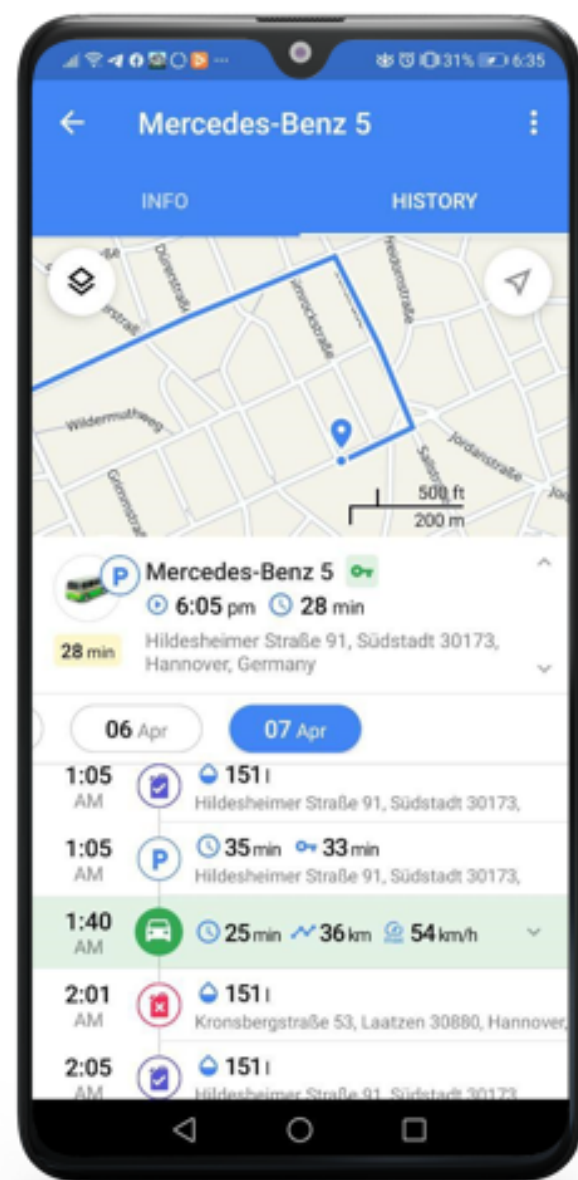 31% 6:35
Mercedes-Benz 5
INFO
HISTORY
Dürerstraße
Freidornstraße
Wildermuthweg
Grimmstraße
Jordanstraße
500 ft
200 m
P Mercedes-Benz 5
6:05 pm 28 min
28 min
Hildesheimer Straße 91, Südstadt 30173,
Hannover, Germany
06 Apr
07 Apr
1:05 AM 151 l
Hildesheimer Straße 91, Südstadt 30173,
1:05 AM P 35 min 33 min
Hildesheimer Straße 91, Südstadt 30173,
1:40 AM 25 min 36 km 54 km/h
2:01 AM 151 l
Kronsbergstraße 53, Laatzen 30880, Hannover,
2:05 AM 151 l
Hildesheimer Straße 91, Südstadt 30173